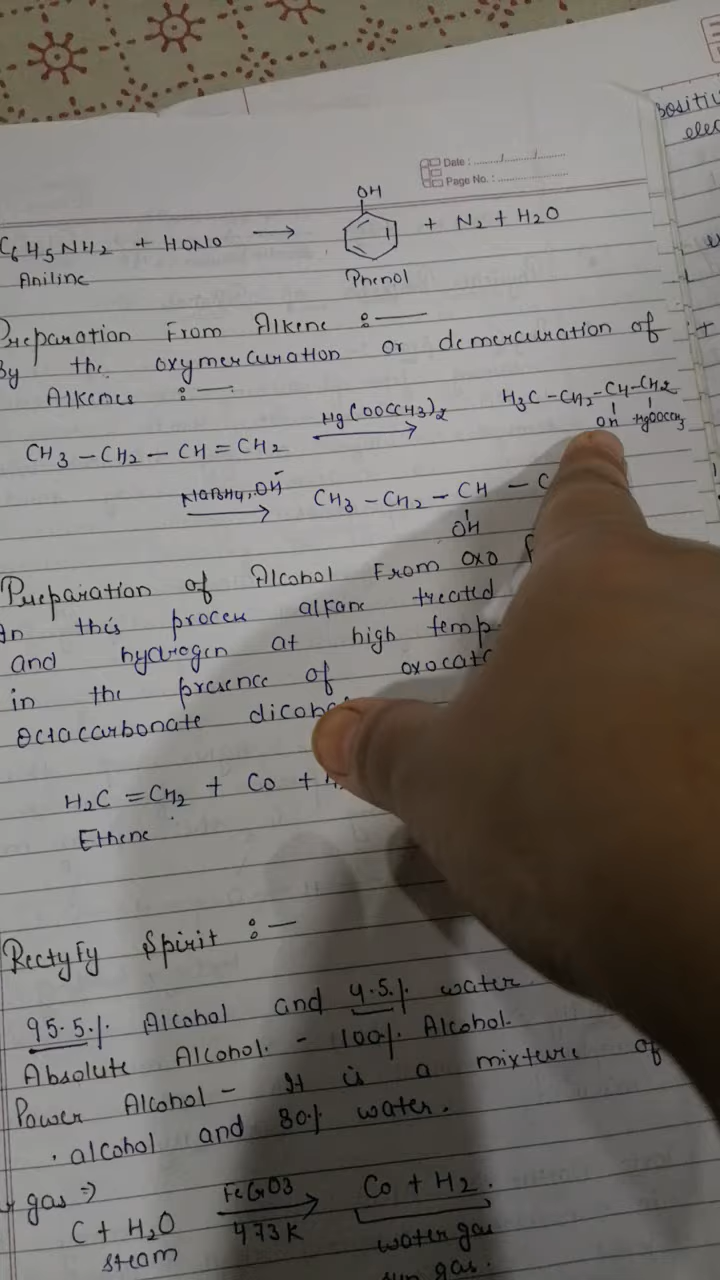 Date : ......./......./.......
Page No. : .......................
OH
C6H5NH2 + HONO → + N2 + H2O
Aniline Phenol
Preparation From Alkene :—
By the oxymercuration or demercuration of
Alkenes :—
CH3 – CH2 – CH = CH2 Hg(OOCCH3)2 → H3C – CH2 – CH – CH2
OH HgOOCCH3
NaBH4, OH⁻ → CH3 – CH2 – CH – C
OH
Preparation of Alcohol From oxo
In this process alkane treated
and hydrogen at high temp
in the presence of
octacarbonate
H2C = CH2 + Co +
Ethene
Rectyfy Spirit :—
95.5% Alcohol and 4.5% water
Absolute Alcohol. – 100% Alcohol.
Power Alcohol – It is a mixture of
alcohol and 80% water.
gas ⇒
C + H2O FeCrO3 473K → Co + H2.
steam water gas
gas.
positiv
elec